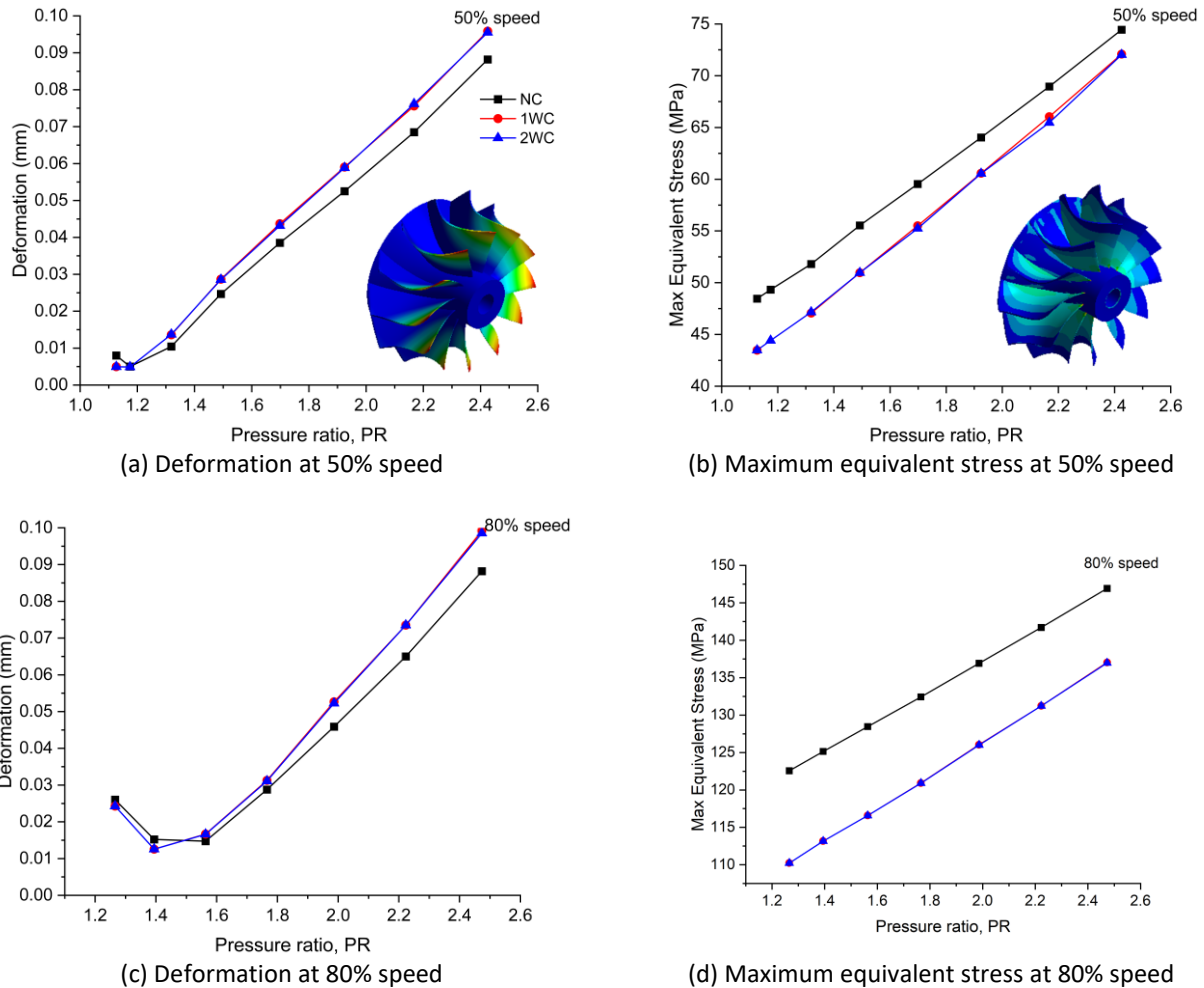 50% speed
0.10
0.09
0.08
0.07
0.06
0.05
0.04
0.03
0.02
0.01
0.00
Deformation (mm)
NC
1WC
2WC
1.0 1.2 1.4 1.6 1.8 2.0 2.2 2.4 2.6
Pressure ratio, PR
(a) Deformation at 50% speed
50% speed
75
70
65
60
55
50
45
40
Max Equivalent Stress (MPa)
1.0 1.2 1.4 1.6 1.8 2.0 2.2 2.4 2.6
Pressure ratio, PR
(b) Maximum equivalent stress at 50% speed
80% speed
0.10
0.09
0.08
0.07
0.06
0.05
0.04
0.03
0.02
0.01
0.00
Deformation (mm)
1.2 1.4 1.6 1.8 2.0 2.2 2.4 2.6
Pressure ratio, PR
(c) Deformation at 80% speed
80% speed
150
145
140
135
130
125
120
115
110
Max Equivalent Stress (MPa)
1.2 1.4 1.6 1.8 2.0 2.2 2.4 2.6
Pressure ratio, PR
(d) Maximum equivalent stress at 80% speed